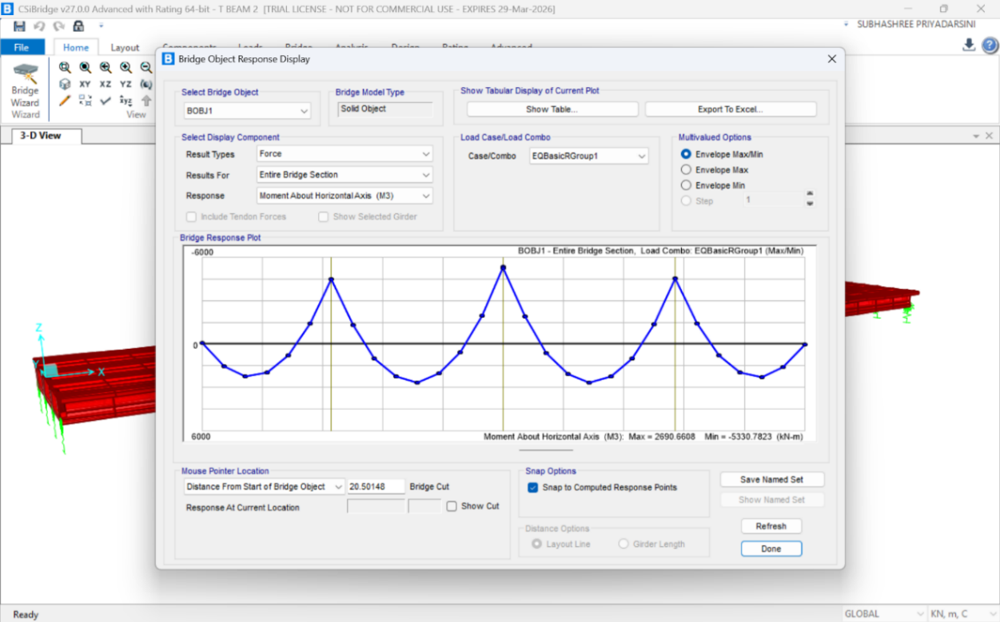 CSiBridge v27.0.0 Advanced with Rating 64-bit - T BEAM 2 [TRIAL LICENSE - NOT FOR COMMERCIAL USE - EXPIRES 29-Mar-2026]
SUBHASHREE PRIYADARSINI
File Home Layout Components Loads Bridge Analysis Design Rating Advanced
Bridge
Wizard
Wizard
XY XZ YZ
xyz
View
3-D View
Bridge Object Response Display
Select Bridge Object
BOBJ1
Bridge Model Type
Solid Object
Show Tabular Display of Current Plot
Show Table...
Export To Excel...
Select Display Component
Result Types Force
Results For Entire Bridge Section
Response Moment About Horizontal Axis (M3)
Include Tendon Forces Show Selected Girder
Load Case/Load Combo
Case/Combo EQBasicRGroup1
Multivalued Options
Envelope Max/Min
Envelope Max
Envelope Min
Step 1
Bridge Response Plot
-6000
BOBJ1 - Entire Bridge Section, Load Combo: EQBasicRGroup1 (Max/Min)
0
6000
Moment About Horizontal Axis (M3): Max = 2690.6608 Min = -5330.7823 (kN-m)
Z
Y
X
Mouse Pointer Location
Distance From Start of Bridge Object 20.50148 Bridge Cut
Response At Current Location Show Cut
Snap Options
Snap to Computed Response Points
Distance Options
Layout Line Girder Length
Save Named Set
Show Named Set
Refresh
Done
Ready
GLOBAL
KN, m, C